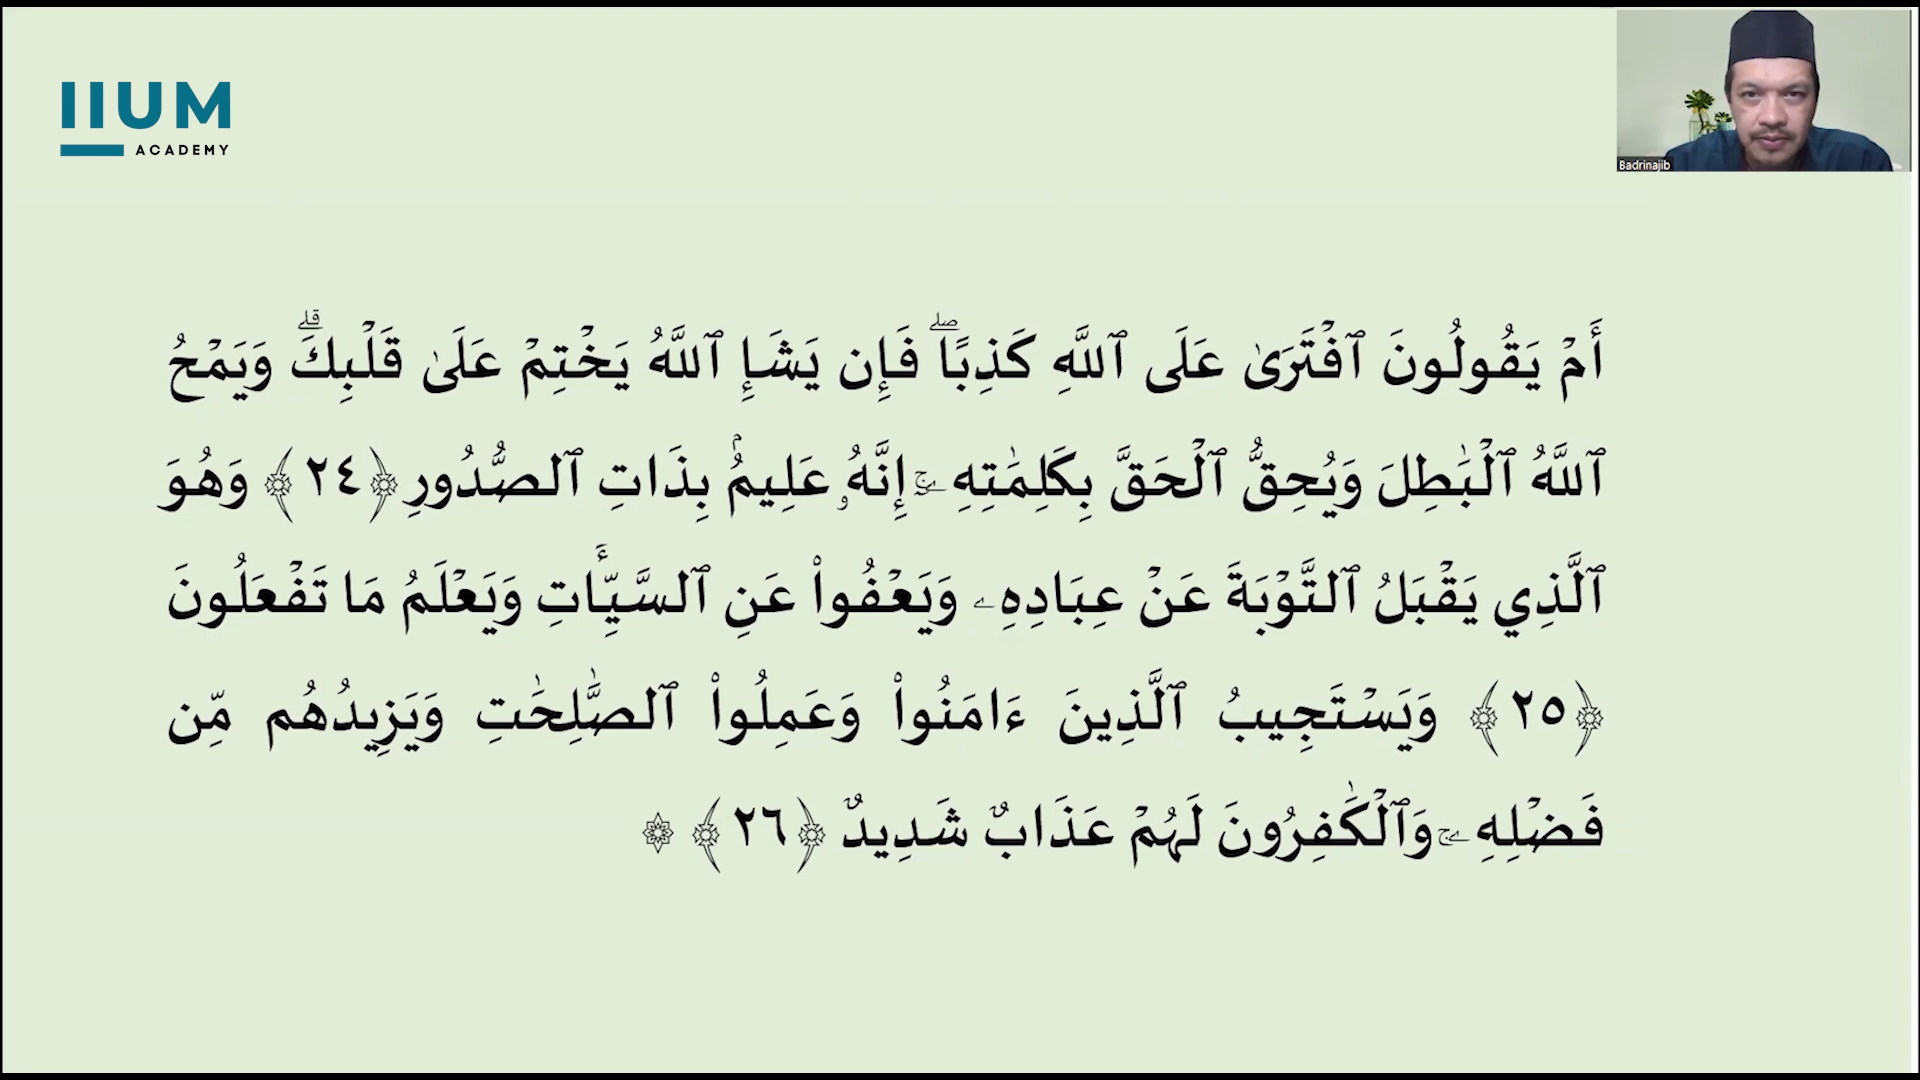 IIUM
ACADEMY
Badrinajib
أَمۡ يَقُولُونَ ٱفۡتَرَىٰ عَلَى ٱللَّهِ كَذِبًاۖ فَإِن يَشَإِ ٱللَّهُ يَخۡتِمۡ عَلَىٰ قَلۡبِكَۗ وَيَمۡحُ
ٱللَّهُ ٱلۡبَٰطِلَ وَيُحِقُّ ٱلۡحَقَّ بِكَلِمَٰتِهِۦٓۚ إِنَّهُۥ عَلِيمُۢ بِذَاتِ ٱلصُّدُورِ ﴿٢٤﴾ وَهُوَ
ٱلَّذِي يَقۡبَلُ ٱلتَّوۡبَةَ عَنۡ عِبَادِهِۦ وَيَعۡفُواْ عَنِ ٱلسَّيِّـَٔاتِ وَيَعۡلَمُ مَا تَفۡعَلُونَ
﴿٢٥﴾ وَيَسۡتَجِيبُ ٱلَّذِينَ ءَامَنُواْ وَعَمِلُواْ ٱلصَّٰلِحَٰتِ وَيَزِيدُهُم مِّن
فَضۡلِهِۦۚ وَٱلۡكَٰفِرُونَ لَهُمۡ عَذَابٞ شَدِيدٞ ﴿٢٦﴾ ۞